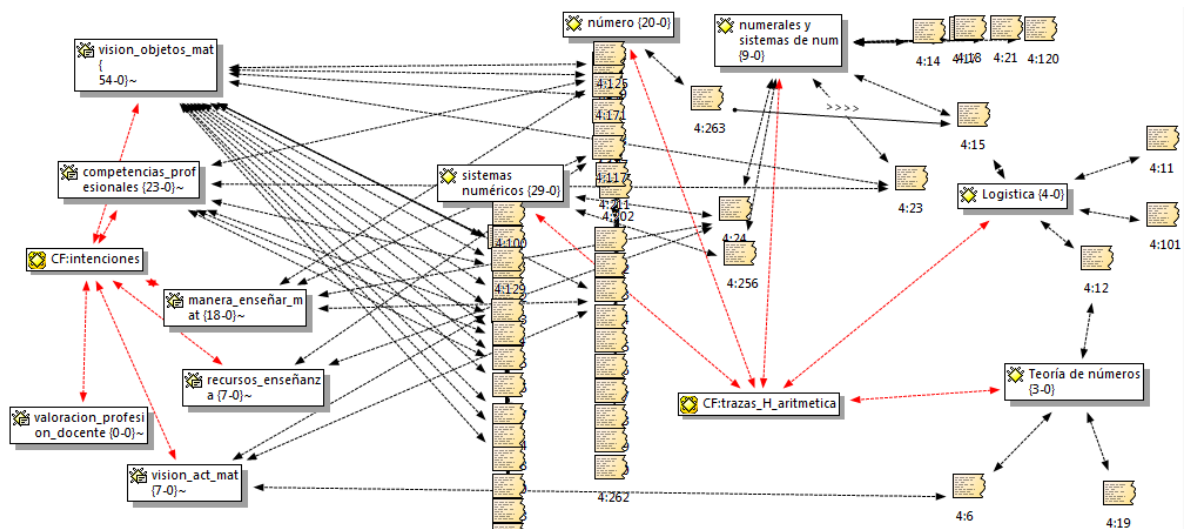 número {20-0}
numerales y
sistemas de num
{9-0}
vision_objetos_mat
{
54-0}~
4:14
4:16
4:21
4:120
4:125
4:171
4:263
4:15
4:11
competencias_prof
esionales {23-0}~
sistemas
numéricos {29-0}
4:117
4:211
4:202
4:23
Logistica {4-0}
4:24
4:101
4:100
CF:intenciones
4:256
4:129
4:12
manera_enseñar_m
at {18-0}~
recursos_enseñanz
a {7-0}~
Teoría de números
{3-0}
CF:trazas_H_aritmetica
valoracion_profesi
on_docente {0-0}~
vision_act_mat
{7-0}~
4:262
4:6
4:19